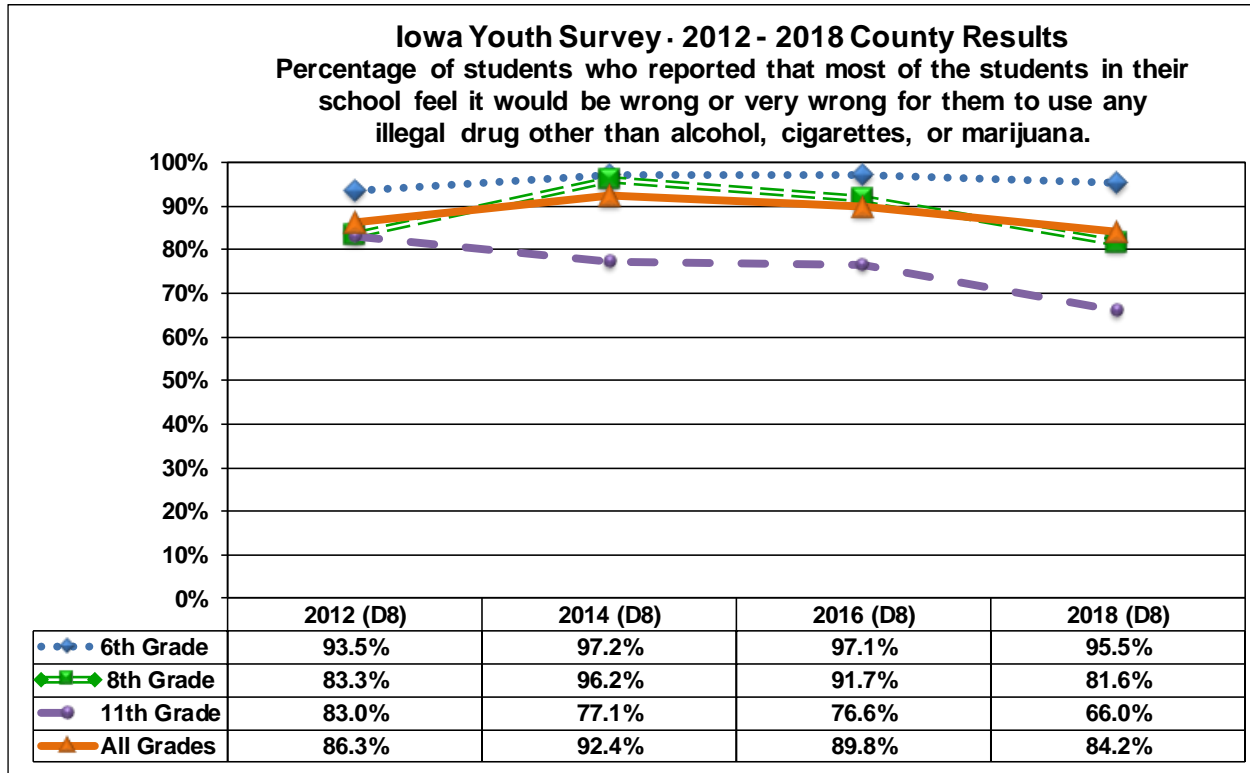 Iowa Youth Survey · 2012 - 2018 County Results
Percentage of students who reported that most of the students in their
school feel it would be wrong or very wrong for them to use any
illegal drug other than alcohol, cigarettes, or marijuana.
100%
90%
80%
70%
60%
50%
40%
30%
20%
10%
0%
2012 (D8) 2014 (D8) 2016 (D8) 2018 (D8)
6th Grade 93.5% 97.2% 97.1% 95.5%
8th Grade 83.3% 96.2% 91.7% 81.6%
11th Grade 83.0% 77.1% 76.6% 66.0%
All Grades 86.3% 92.4% 89.8% 84.2%